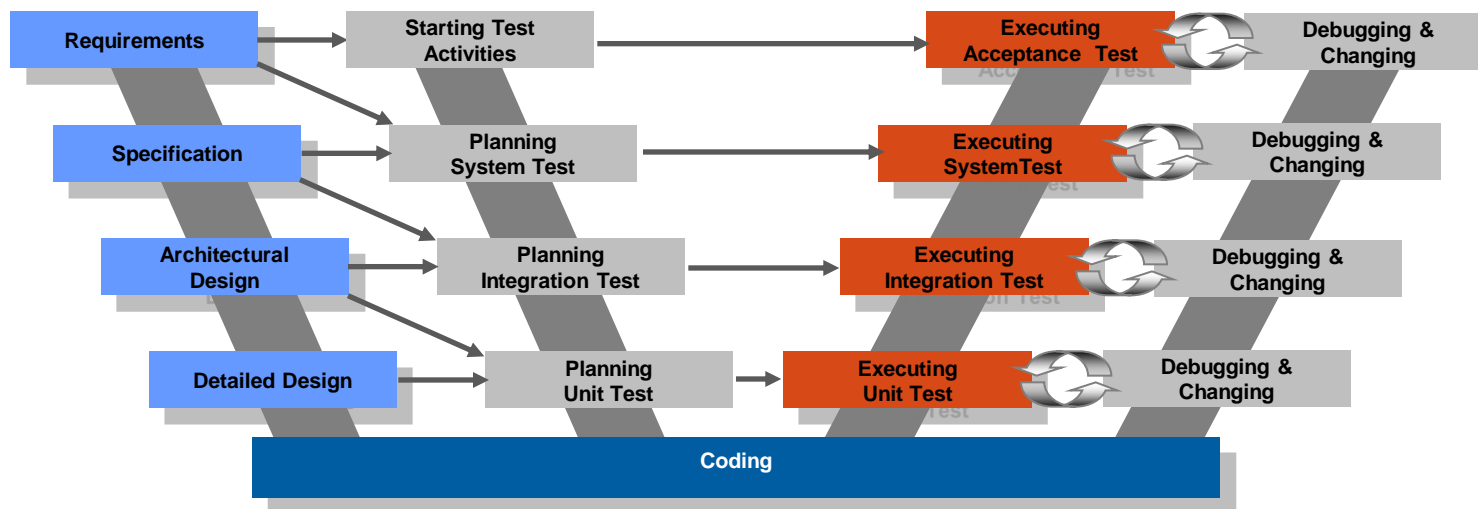 Requirements
Starting Test
Activities
Executing
Acceptance Test
Debugging &
Changing
Specification
Planning
System Test
Executing
SystemTest
Debugging &
Changing
Architectural
Design
Planning
Integration Test
Executing
Integration Test
Debugging &
Changing
Detailed Design
Planning
Unit Test
Executing
Unit Test
Debugging &
Changing
Coding